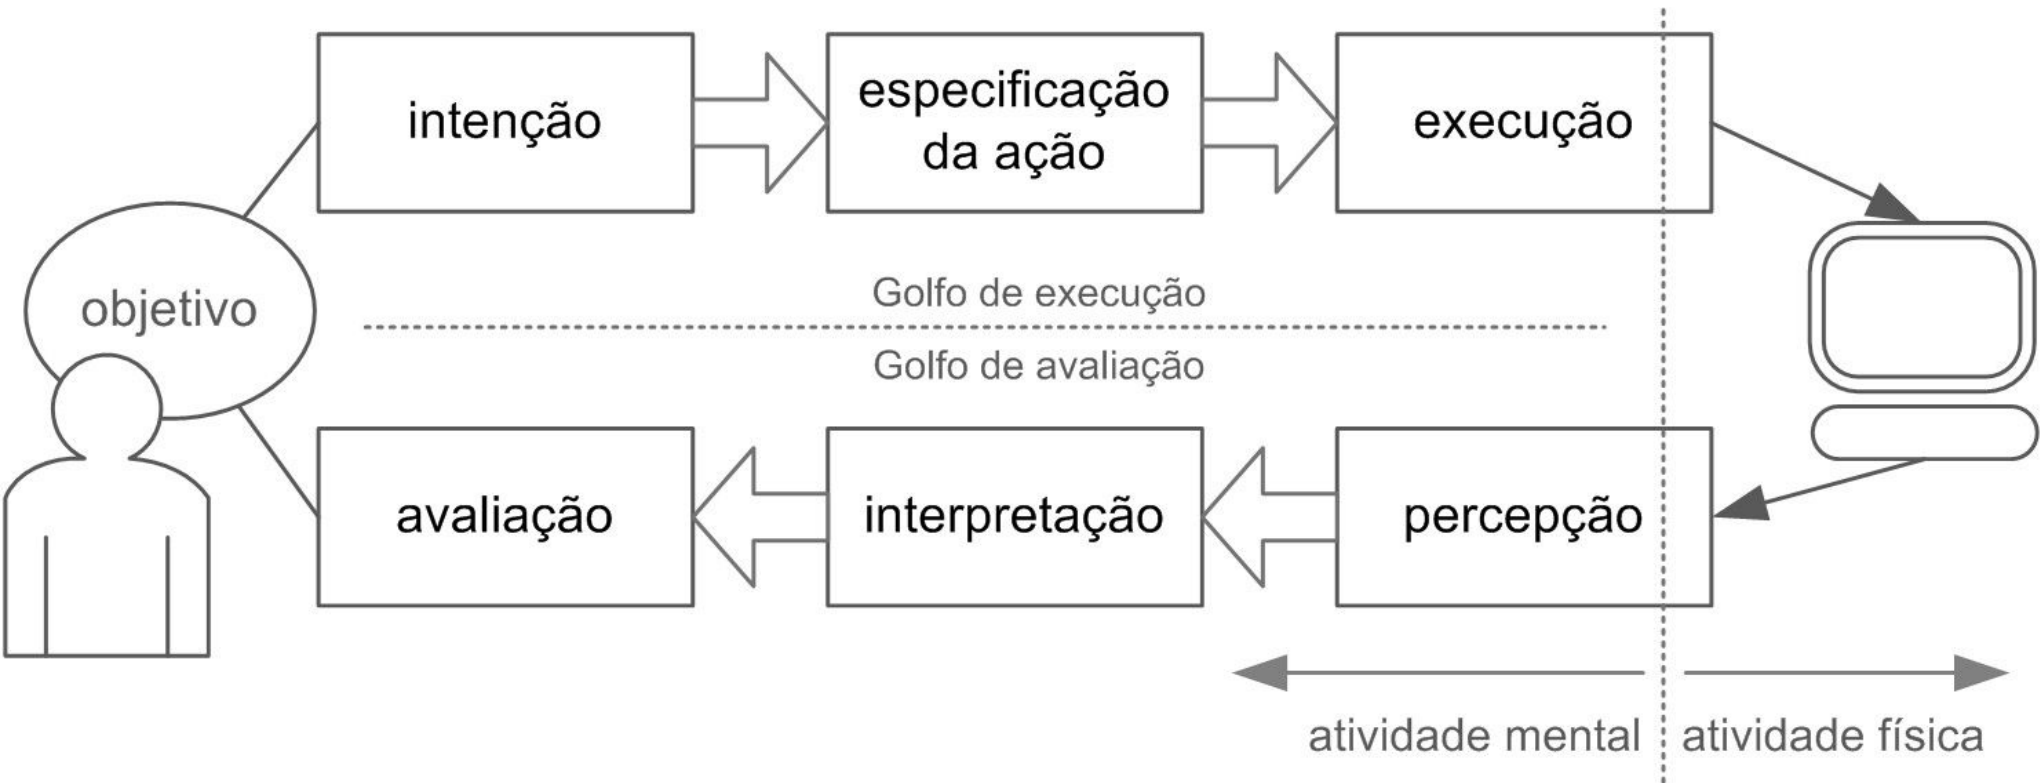 intenção
especificação
da ação
execução
objetivo
Golfo de execução
Golfo de avaliação
avaliação
interpretação
percepção
atividade mental
atividade física